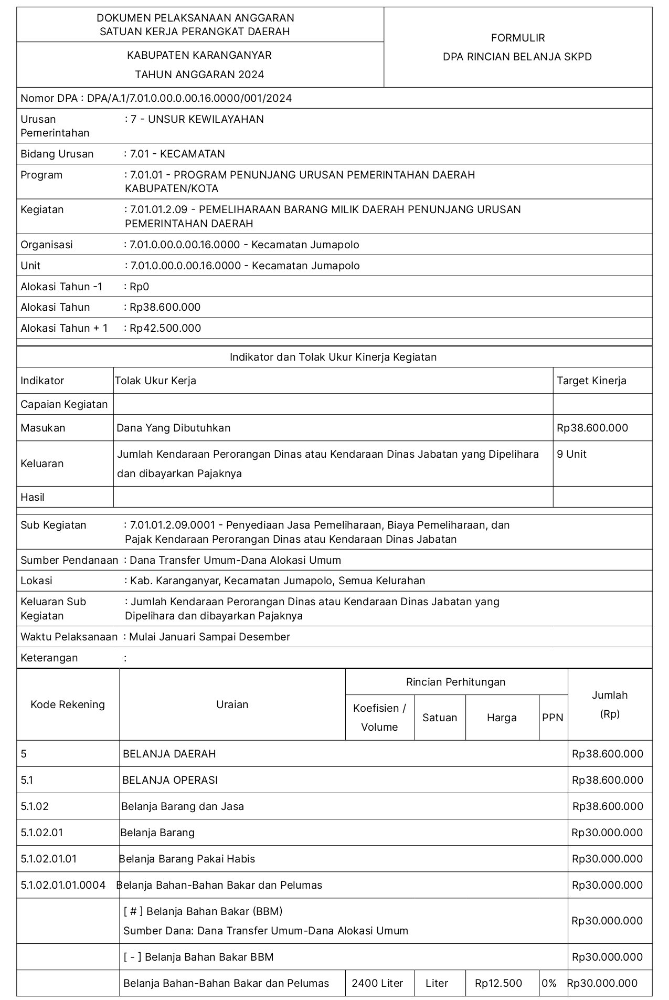 DOKUMEN PELAKSANAAN ANGGARAN
SATUAN KERJA PERANGKAT DAERAH
KABUPATEN KARANGANYAR
TAHUN ANGGARAN 2024
FORMULIR
DPA RINCIAN BELANJA SKPD
Nomor DPA : DPA/A.1/7.01.0.00.0.00.16.0000/001/2024
Urusan Pemerintahan : 7 - UNSUR KEWILAYAHAN
Bidang Urusan : 7.01 - KECAMATAN
Program : 7.01.01 - PROGRAM PENUNJANG URUSAN PEMERINTAHAN DAERAH
KABUPATEN/KOTA
Kegiatan : 7.01.01.2.09 - PEMELIHARAAN BARANG MILIK DAERAH PENUNJANG URUSAN
PEMERINTAHAN DAERAH
Organisasi : 7.01.0.00.0.00.16.0000 - Kecamatan Jumapolo
Unit : 7.01.0.00.0.00.16.0000 - Kecamatan Jumapolo
Alokasi Tahun -1 : Rp0
Alokasi Tahun : Rp38.600.000
Alokasi Tahun + 1 : Rp42.500.000
Indikator dan Tolak Ukur Kinerja Kegiatan
Indikator Tolak Ukur Kerja Target Kinerja
Capaian Kegiatan
Masukan Dana Yang Dibutuhkan Rp38.600.000
Keluaran Jumlah Kendaraan Perorangan Dinas atau Kendaraan Dinas Jabatan yang Dipelihara 9 Unit
dan dibayarkan Pajaknya
Hasil
Sub Kegiatan : 7.01.01.2.09.0001 - Penyediaan Jasa Pemeliharaan, Biaya Pemeliharaan, dan
Pajak Kendaraan Perorangan Dinas atau Kendaraan Dinas Jabatan
Sumber Pendanaan : Dana Transfer Umum-Dana Alokasi Umum
Lokasi : Kab. Karanganyar, Kecamatan Jumapolo, Semua Kelurahan
Keluaran Sub : Jumlah Kendaraan Perorangan Dinas atau Kendaraan Dinas Jabatan yang
Kegiatan Dipelihara dan dibayarkan Pajaknya
Waktu Pelaksanaan : Mulai Januari Sampai Desember
Keterangan :
Kode Rekening Uraian Rincian Perhitungan Jumlah
(Rp)
Koefisien /
Volume Satuan Harga PPN
5 BELANJA DAERAH Rp38.600.000
5.1 BELANJA OPERASI Rp38.600.000
5.1.02 Belanja Barang dan Jasa Rp38.600.000
5.1.02.01 Belanja Barang Rp30.000.000
5.1.02.01.01 Belanja Barang Pakai Habis Rp30.000.000
5.1.02.01.01.0004 Belanja Bahan-Bahan Bakar dan Pelumas Rp30.000.000
[ # ] Belanja Bahan Bakar (BBM) Rp30.000.000
Sumber Dana: Dana Transfer Umum-Dana Alokasi Umum
[ - ] Belanja Bahan Bakar BBM Rp30.000.000
Belanja Bahan-Bahan Bakar dan Pelumas 2400 Liter Liter Rp12.500 0% Rp30.000.000